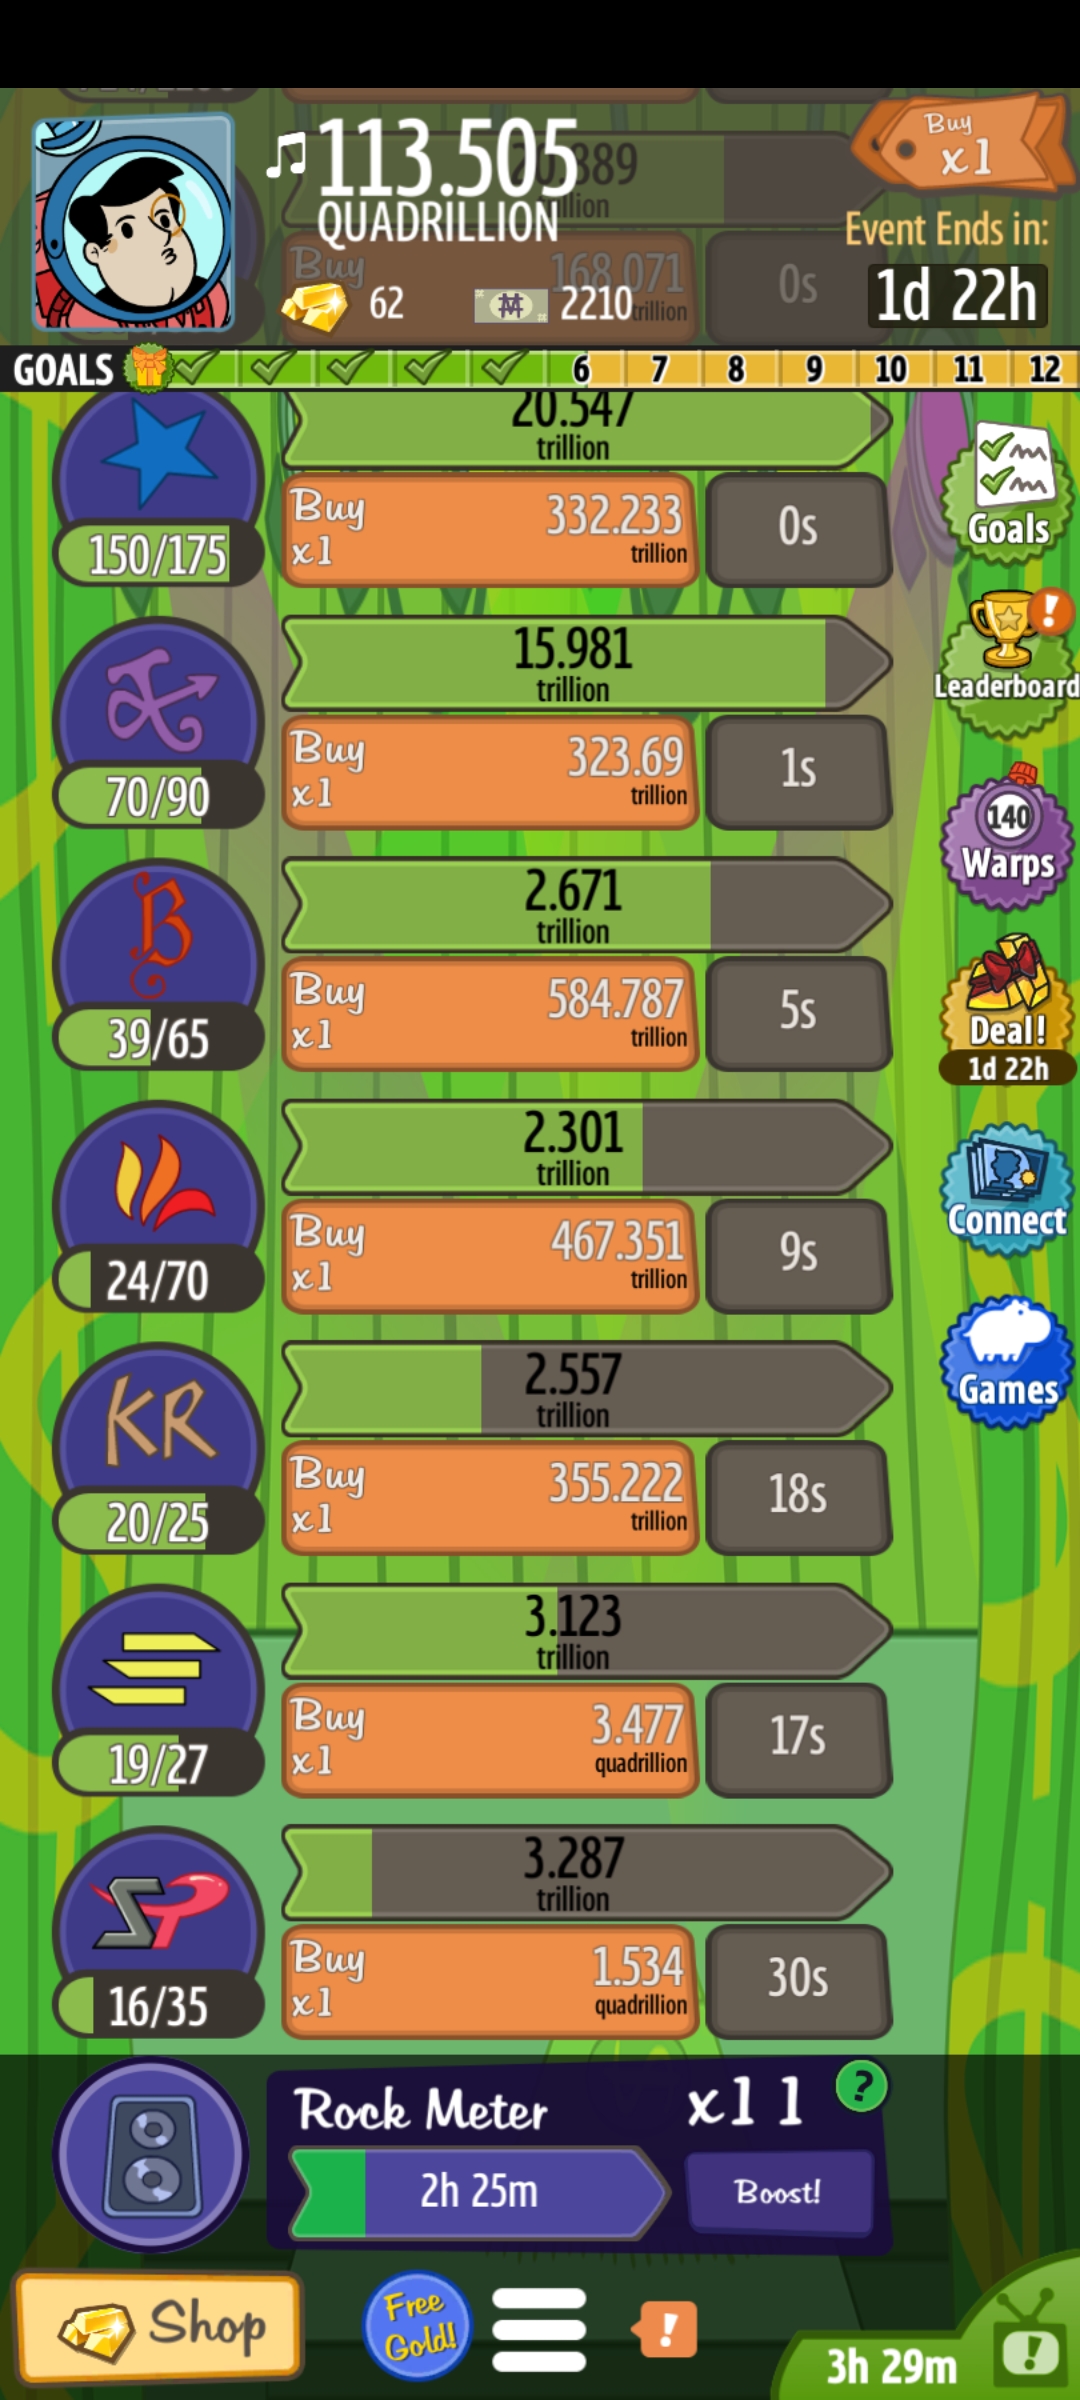 113.505
QUADRILLION
Buy
x1
20.889
Event Ends in:
1d 22h
Buy
168.071
trillion
0s
62
2210
GOALS
6 7 8 9 10 11 12
20.547
trillion
150/175
Buy
x1
332.233
trillion
0s
Goals
15.981
trillion
70/90
Buy
x1
323.69
trillion
1s
Leaderboard
2.671
trillion
B
39/65
Buy
x1
584.787
trillion
5s
140
Warps
Deal!
1d 22h
2.301
trillion
24/70
Buy
x1
467.351
trillion
9s
Connect
2.557
trillion
KR
20/25
Buy
x1
355.222
trillion
18s
Games
3.123
trillion
19/27
Buy
x1
3.477
quadrillion
17s
3.287
trillion
SP
16/35
Buy
x1
1.534
quadrillion
30s
Rock Meter
x11
?
2h 25m
Boost!
Shop
Free
Gold!
!
3h 29m
!